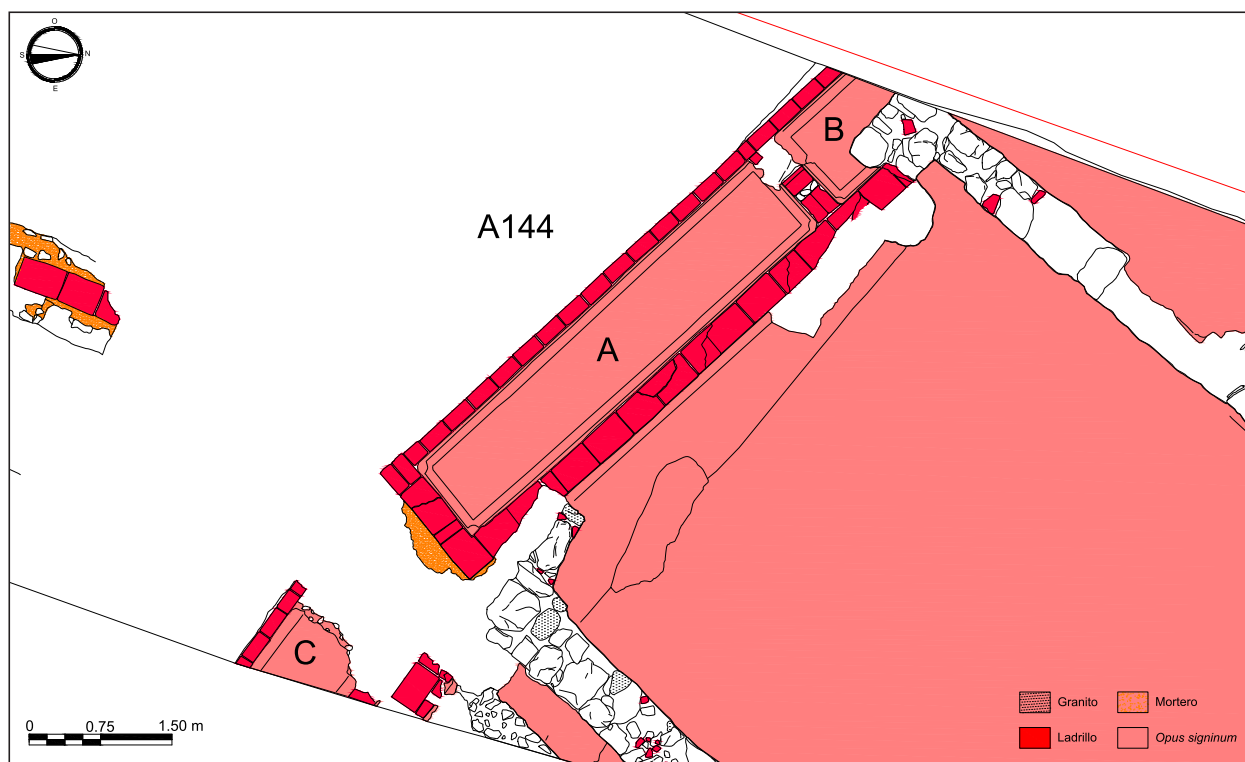 O
S N
E
B
A144
A
C
0 0.75 1.50 m
Granito
Mortero
Ladrillo
Opus signinum